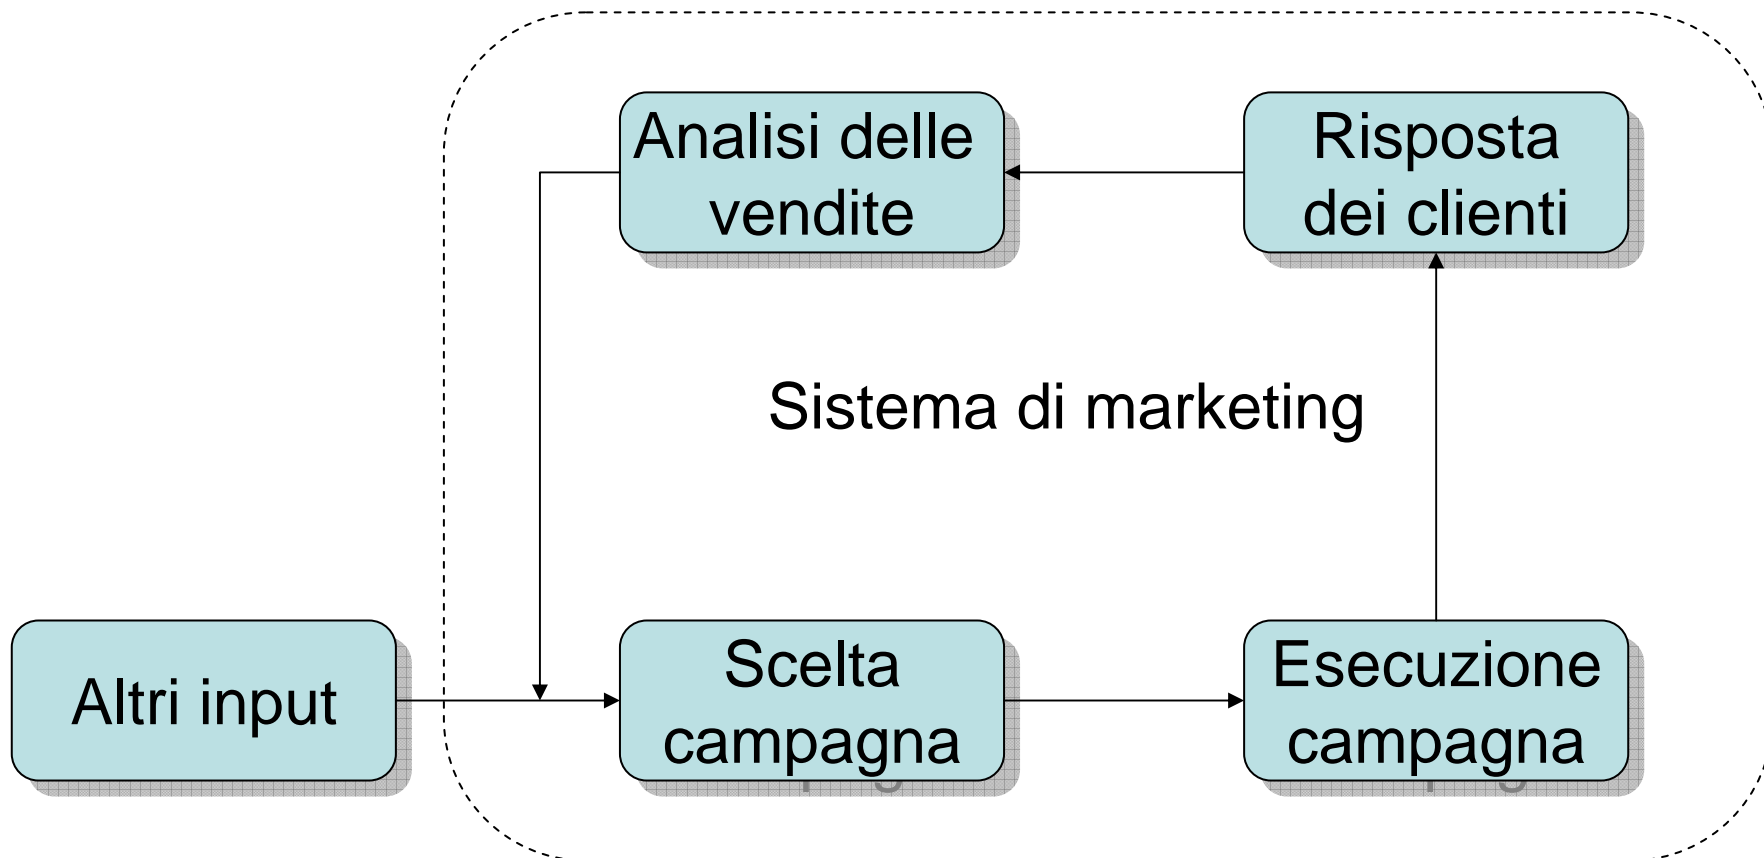 Analisi delle
vendite
Risposta
dei clienti
Sistema di marketing
Altri input
Scelta
campagna
Esecuzione
campagna